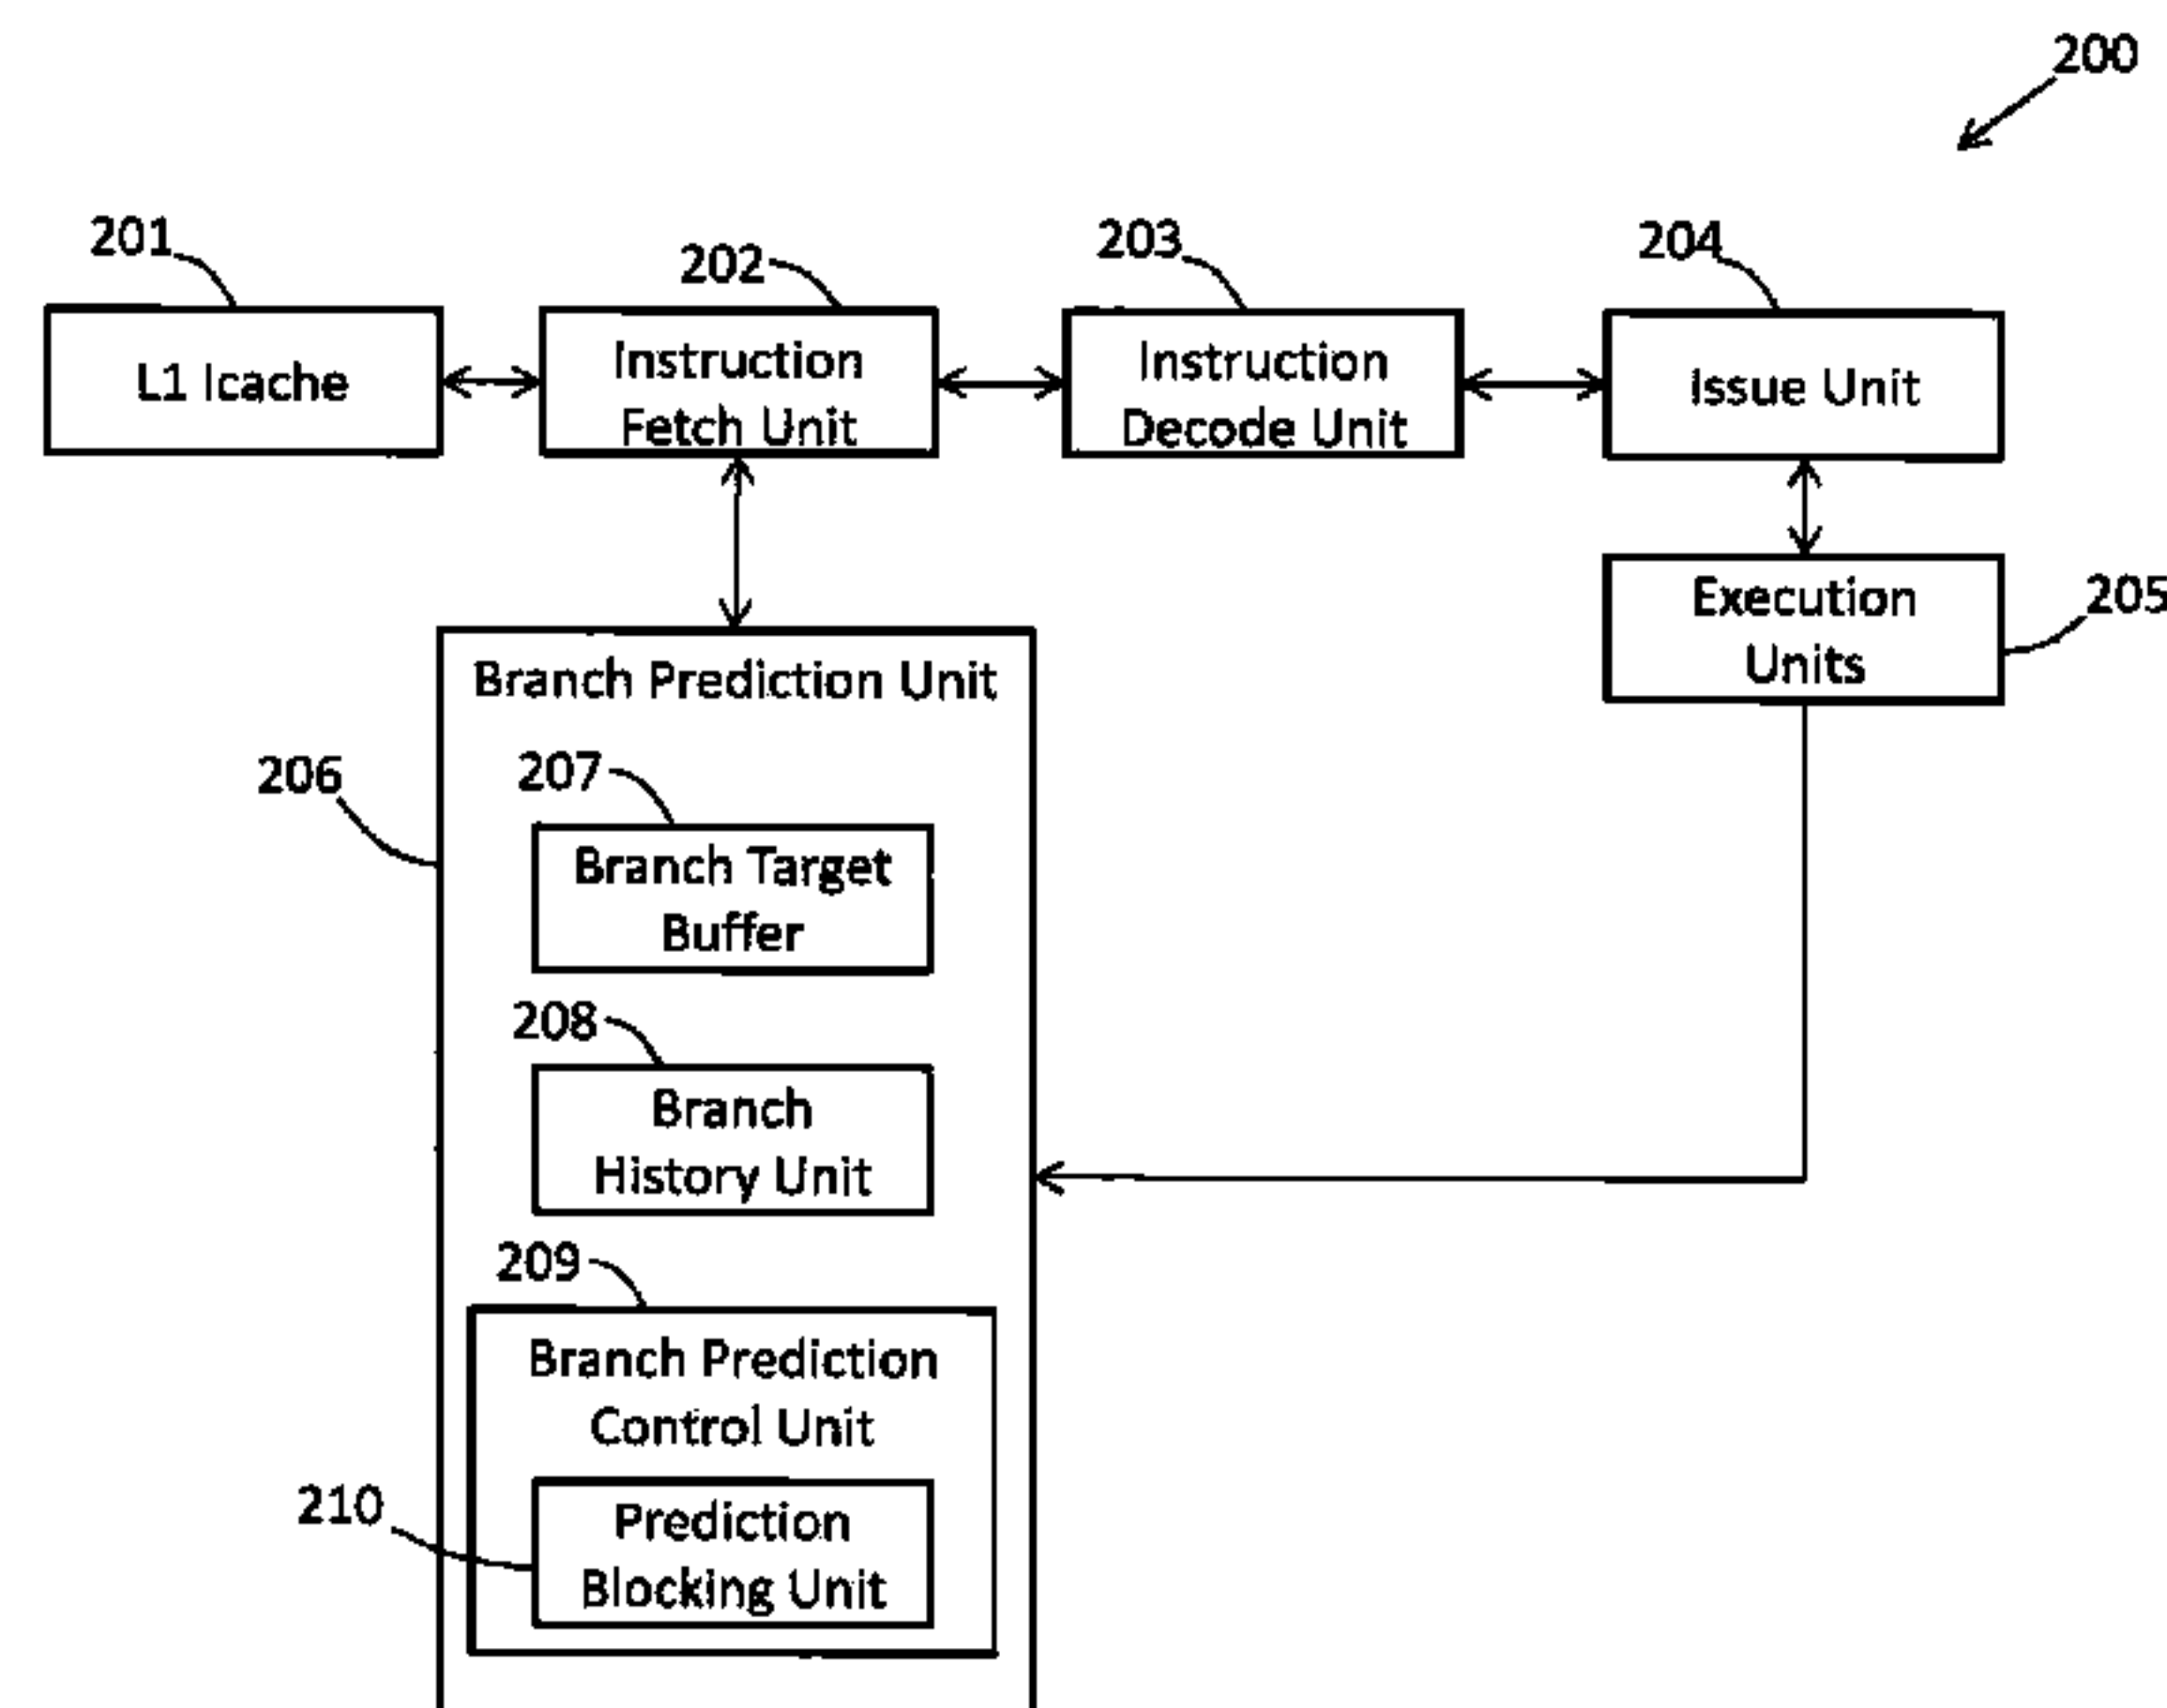 200
201
202
203
204
L1 Icache
Instruction
Fetch Unit
Instruction
Decode Unit
Issue Unit
Execution
Units
205
Branch Prediction Unit
206
207
Branch Target
Buffer
208
Branch
History Unit
209
Branch Prediction
Control Unit
210
Prediction
Blocking Unit